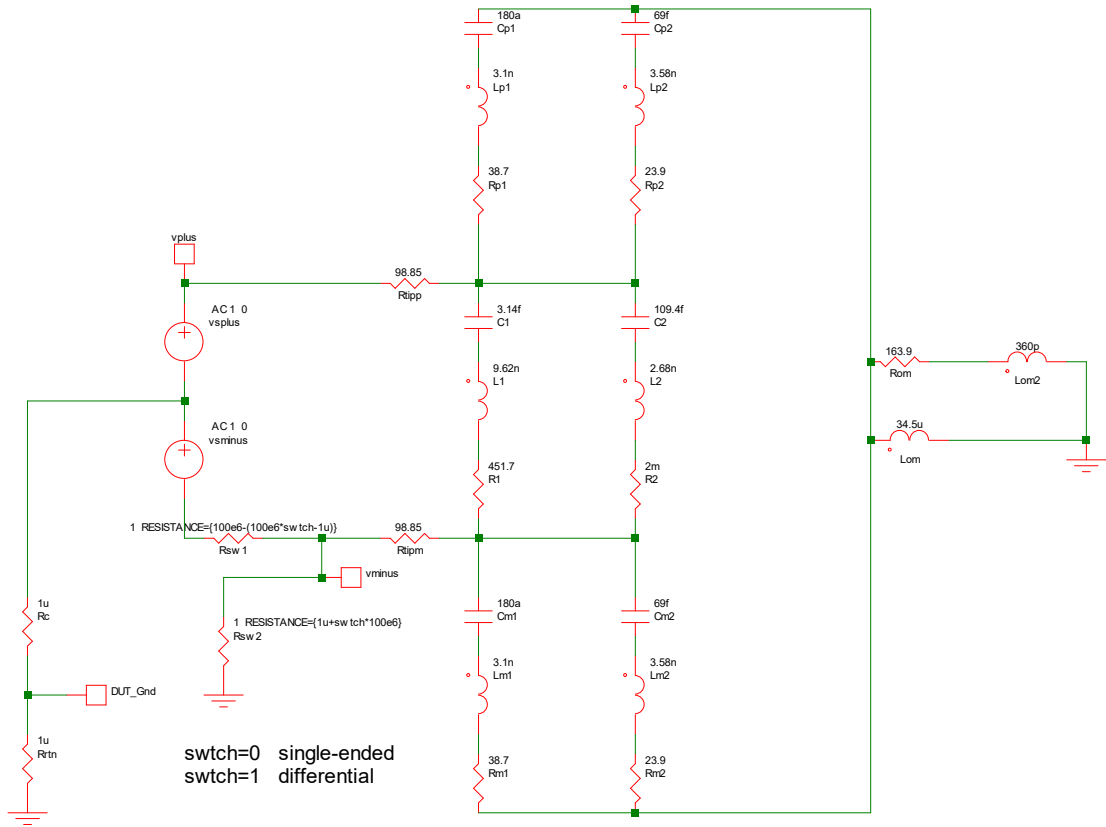 180a
Cp1
69f
Cp2
3.1n
Lp1
3.58n
Lp2
38.7
Rp1
23.9
Rp2
vplus
98.85
Rtipp
AC 1 0
vsplus
3.14f
C1
109.4f
C2
9.62n
L1
2.68n
L2
163.9
Rom
360p
Lom2
AC 1 0
vsminus
34.5u
Lom
451.7
R1
2m
R2
1 RESISTANCE={100e6-(100e6*swtch-1u)}
Rsw1
98.85
Rtipm
vminus
1u
Rc
1 RESISTANCE={1u+swtch*100e6}
Rsw2
180a
Cm1
69f
Cm2
3.1n
Lm1
3.58n
Lm2
DUT_Gnd
1u
Rrtn
swtch=0 single-ended
swtch=1 differential
38.7
Rm1
23.9
Rm2